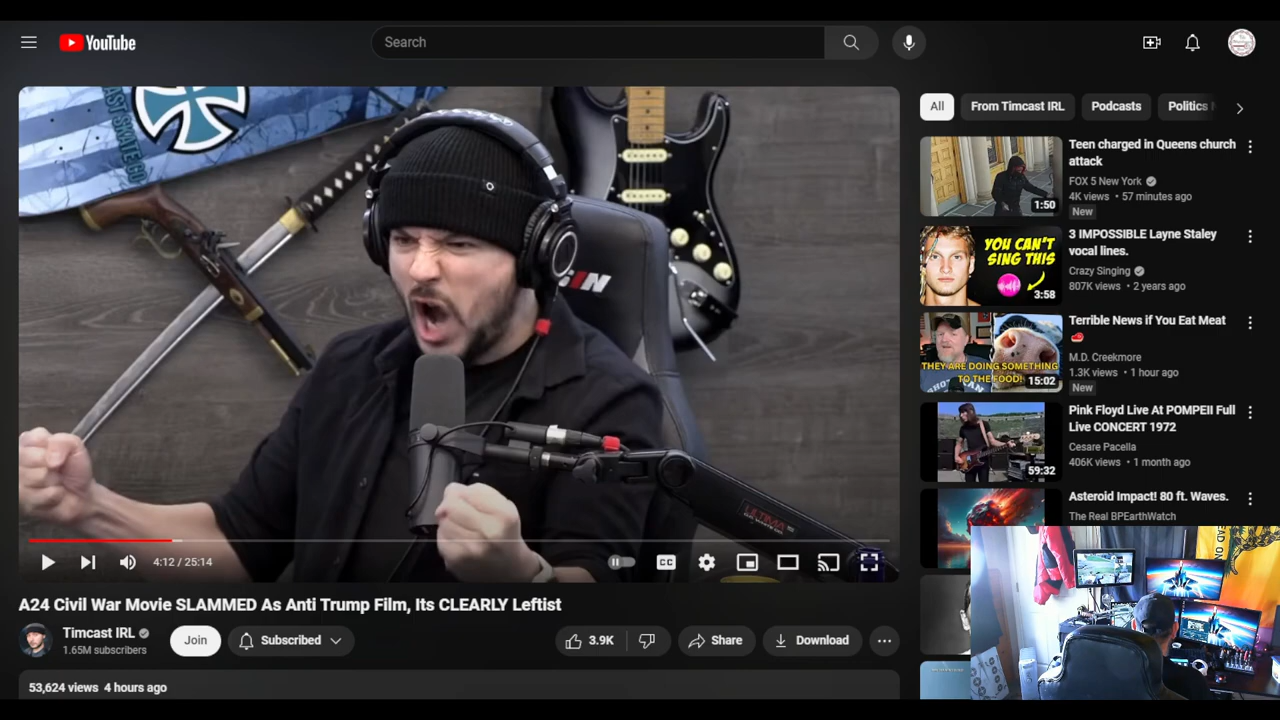 YouTube
Search
All
From Timcast IRL
Podcasts
Politics
AST SKATE CO.
ULTIMA
4:12 / 25:14
CC
A24 Civil War Movie SLAMMED As Anti Trump Film, Its CLEARLY Leftist
Timcast IRL
1.65M subscribers
Join
Subscribed
3.9K
Share
Download
53,624 views 4 hours ago
1:50
Teen charged in Queens church
attack
FOX 5 New York
4K views • 57 minutes ago
New
YOU CAN'T
SING THIS
3:58
3 IMPOSSIBLE Layne Staley
vocal lines.
Crazy Singing
807K views • 2 years ago
THEY ARE DOING SOMETHING
TO THE FOOD!
15:02
Terrible News if You Eat Meat
M.D. Creekmore
1.3K views • 1 hour ago
New
59:32
Pink Floyd Live At POMPEII Full
Live CONCERT 1972
Cesare Pacella
406K views • 1 month ago
Asteroid Impact! 80 ft. Waves.
The Real BPEarthWatch